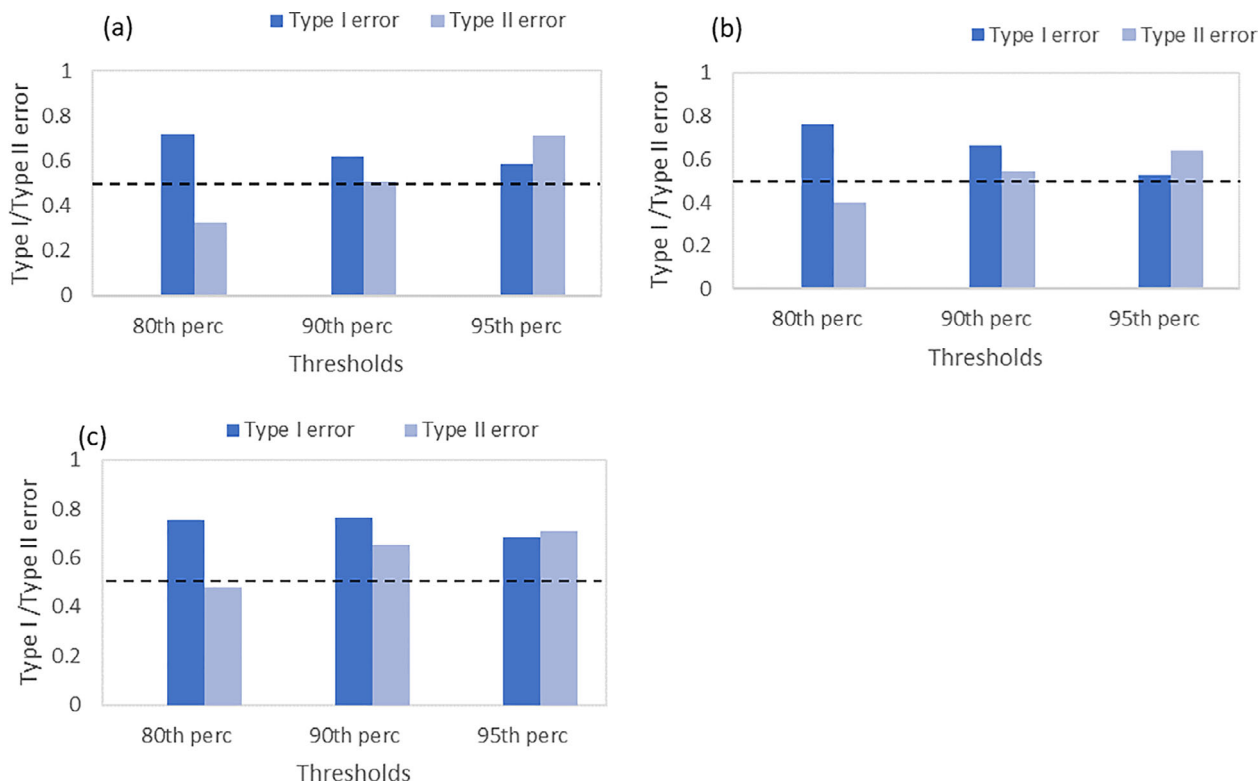 (a)
Type I error Type II error
Type I/Type II error
1
0.8
0.6
0.4
0.2
0
80th perc 90th perc 95th perc
Thresholds
(b)
Type I error Type II error
Type I /Type II error
1
0.8
0.6
0.4
0.2
0
80th perc 90th perc 95th perc
Thresholds
(c)
Type I error Type II error
Type I /Type II error
1
0.8
0.6
0.4
0.2
0
80th perc 90th perc 95th perc
Thresholds